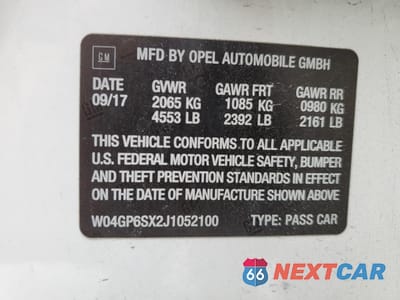 GM MFD BY OPEL AUTOMOBILE GMBH
DATE GVWR GAWR FRT GAWR RR
09/17 2065 KG 1085 KG 0980 KG
4553 LB 2392 LB 2161 LB
THIS VEHICLE CONFORMS TO ALL APPLICABLE
U.S. FEDERAL MOTOR VEHICLE SAFETY, BUMPER
AND THEFT PREVENTION STANDARDS IN EFFECT
ON THE DATE OF MANUFACTURE SHOWN ABOVE.
W04GP6SX2J1052100 TYPE: PASS CAR
66 NEXTCAR